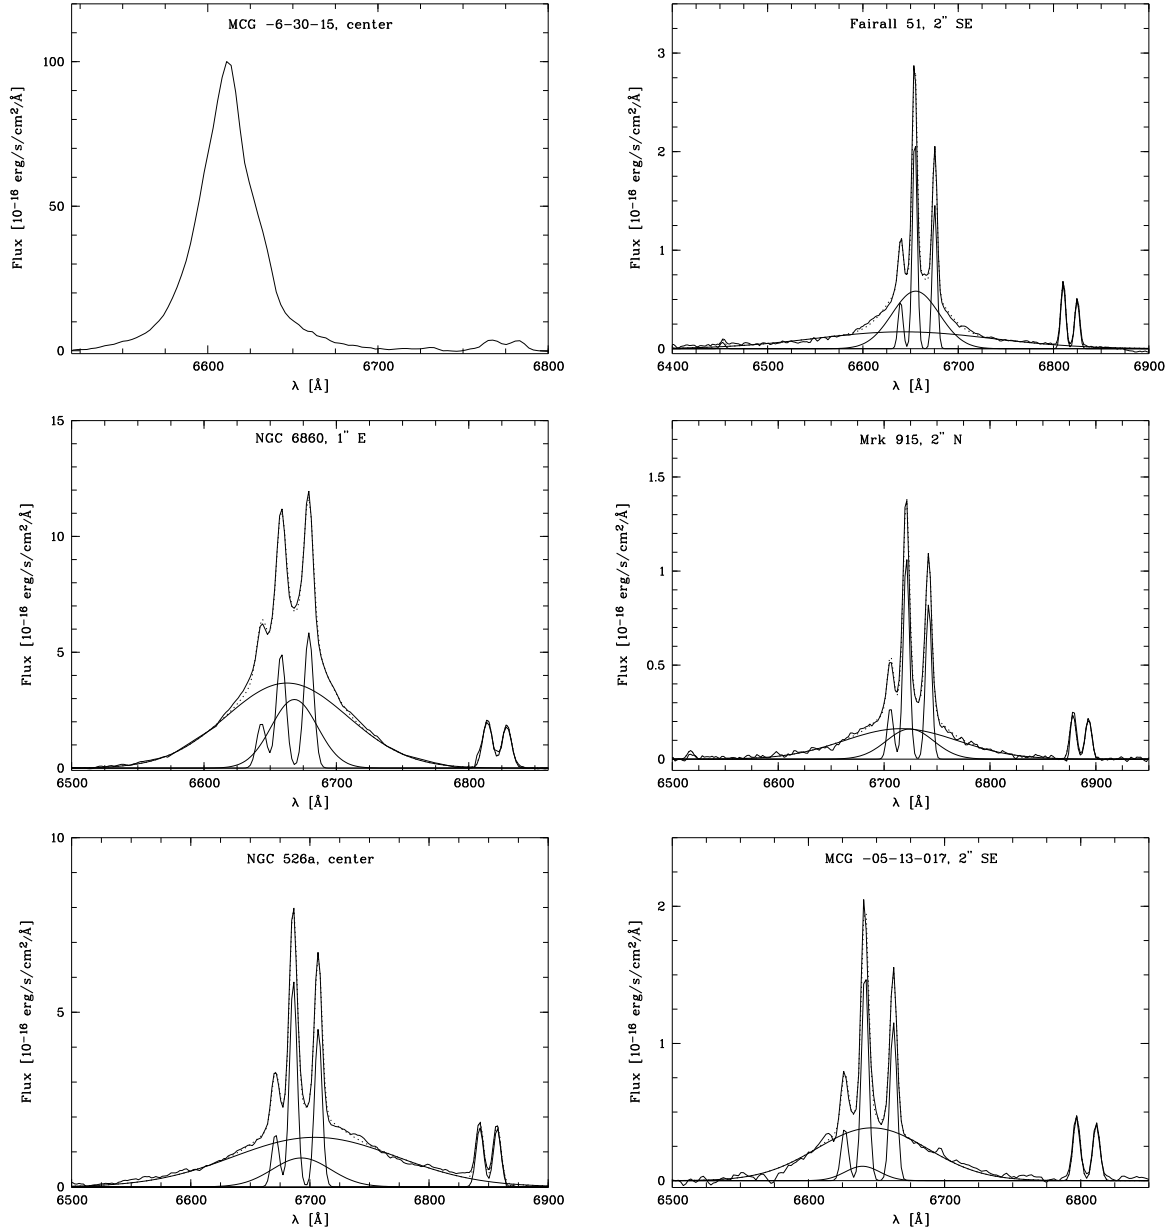 MCG -6-30-15, center
100
50
0
6600
6700
6800
Flux [10-16 erg/s/cm2/Å]
λ [Å]
Fairall 51, 2" SE
3
2
1
0
6400
6500
6600
6700
6800
6900
Flux [10-16 erg/s/cm2/Å]
λ [Å]
NGC 6860, 1" E
15
10
5
0
6500
6600
6700
6800
Flux [10-16 erg/s/cm2/Å]
λ [Å]
Mrk 915, 2" N
1.5
1
0.5
0
6500
6600
6700
6800
6900
Flux [10-16 erg/s/cm2/Å]
λ [Å]
NGC 526a, center
10
5
0
6500
6600
6700
6800
6900
Flux [10-16 erg/s/cm2/Å]
λ [Å]
MCG -05-13-017, 2" SE
2
1
0
6500
6600
6700
6800
Flux [10-16 erg/s/cm2/Å]
λ [Å]